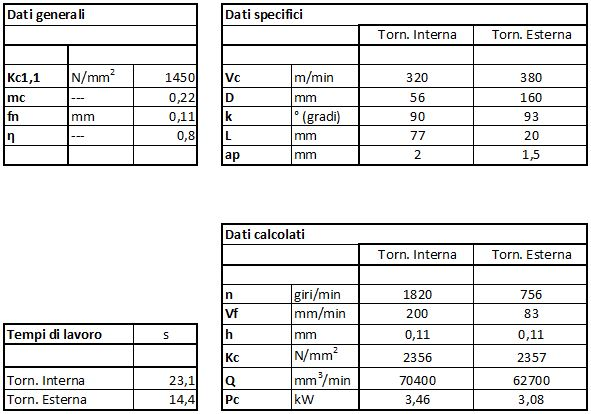 Dati generali
Kc1,1 N/mm² 1450
mc --- 0,22
fn mm 0,11
η --- 0,8
Dati specifici
Torn. Interna Torn. Esterna
Vc m/min 320 380
D mm 56 160
k ° (gradi) 90 93
L mm 77 20
ap mm 2 1,5
Dati calcolati
Torn. Interna Torn. Esterna
n giri/min 1820 756
Vf mm/min 200 83
h mm 0,11 0,11
Kc N/mm² 2356 2357
Q mm³/min 70400 62700
Pc kW 3,46 3,08
Tempi di lavoro s
Torn. Interna 23,1
Torn. Esterna 14,4